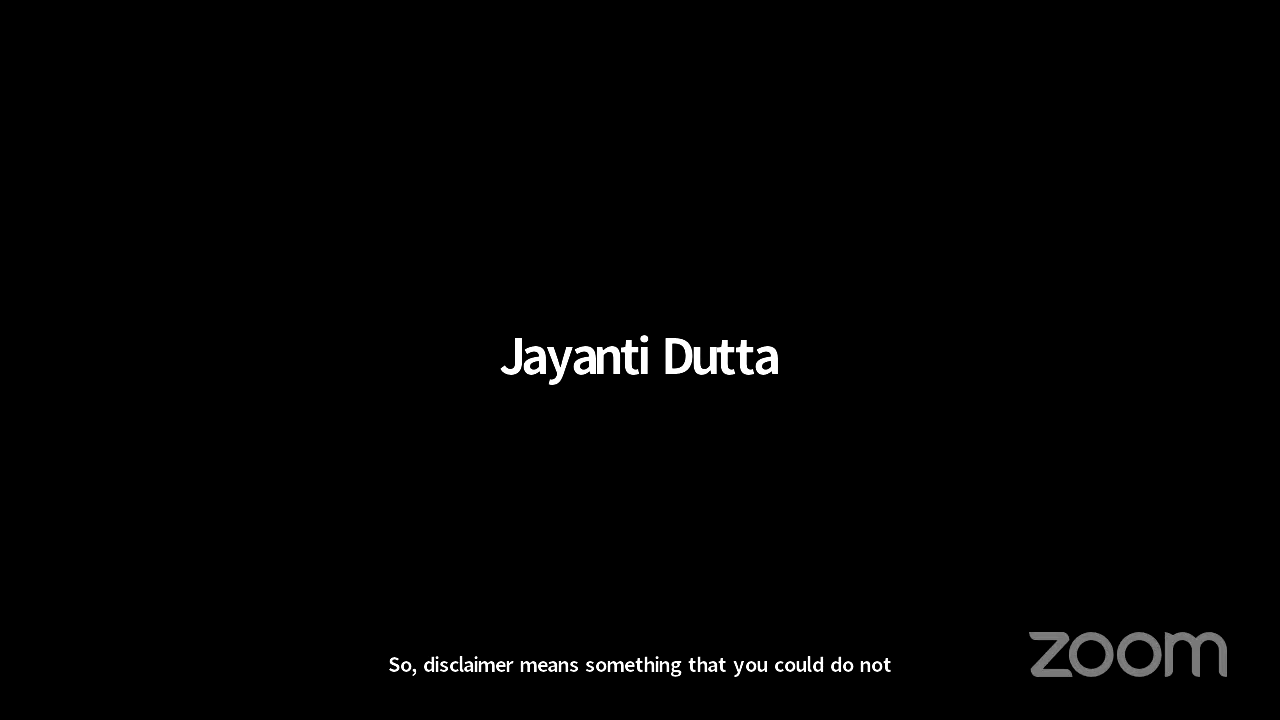 Jayanti Dutta
So, disclaimer means something that you could do not
zoom